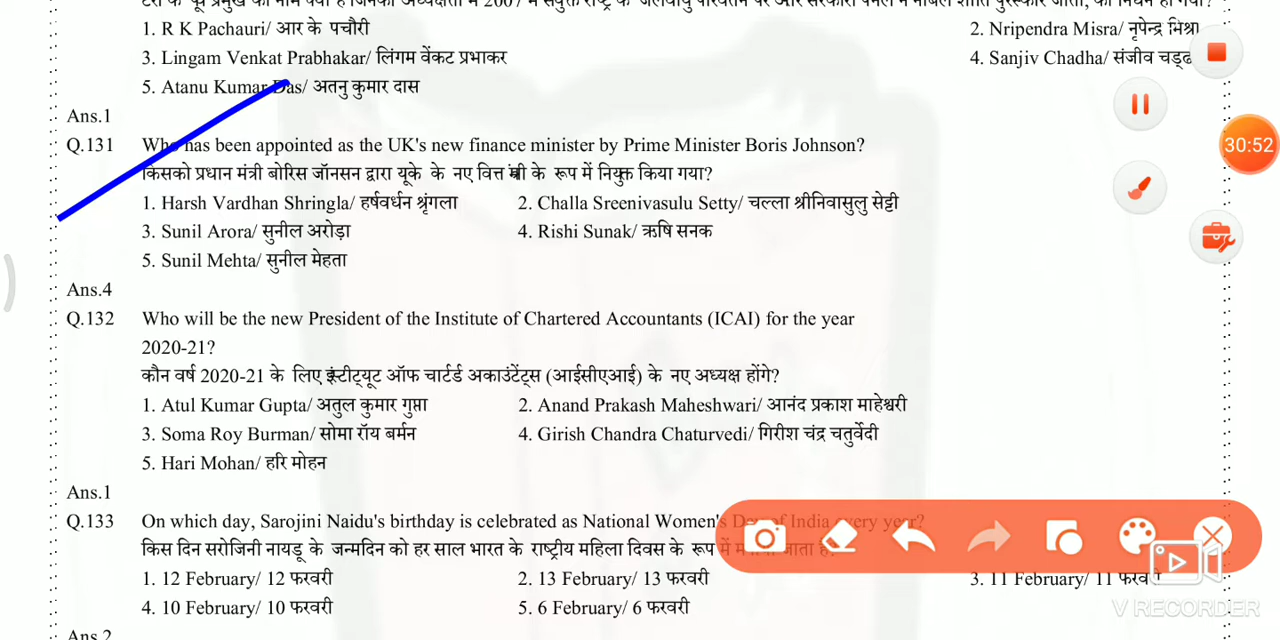 1. R K Pachauri/ आर के पचौरी 2. Nripendra Misra/ नृपेन्द्र मिश्रा
3. Lingam Venkat Prabhakar/ लिंगम वेंकट प्रभाकर 4. Sanjiv Chadha/ संजीव
5. Atanu Kumar Das/ अतनु कुमार दास
Ans.1
30:52
Q.131 Who has been appointed as the UK's new finance minister by Prime Minister Boris Johnson?
किसको प्रधान मंत्री बोरिस जॉनसन द्वारा यूके के नए वित्त मंत्री के रूप में नियुक्त किया गया?
1. Harsh Vardhan Shringla/ हर्षवर्धन श्रृंगला 2. Challa Sreenivasulu Setty/ चल्ला श्रीनिवासुलु सेट्टी
3. Sunil Arora/ सुनील अरोड़ा 4. Rishi Sunak/ ऋषि सनक
5. Sunil Mehta/ सुनील मेहता
Ans.4
Q.132 Who will be the new President of the Institute of Chartered Accountants (ICAI) for the year
2020-21?
कौन वर्ष 2020-21 के लिए इंस्टीट्यूट ऑफ चार्टर्ड अकाउंटेंट्स (आईसीएआई) के नए अध्यक्ष होंगे?
1. Atul Kumar Gupta/ अतुल कुमार गुप्ता 2. Anand Prakash Maheshwari/ आनंद प्रकाश माहेश्वरी
3. Soma Roy Burman/ सोमा रॉय बर्मन 4. Girish Chandra Chaturvedi/ गिरीश चंद्र चतुर्वेदी
5. Hari Mohan/ हरि मोहन
Ans.1
Q.133 On which day, Sarojini Naidu's birthday is celebrated as National Women's Day of India every year?
किस दिन सरोजिनी नायडू के जन्मदिन को हर साल भारत के राष्ट्रीय महिला दिवस के रूप में जाता है
1. 12 February/ 12 फरवरी 2. 13 February/ 13 फरवरी 3. 11 February/ 11
4. 10 February/ 10 फरवरी 5. 6 February/ 6 फरवरी
V RECORDER
Ans.2